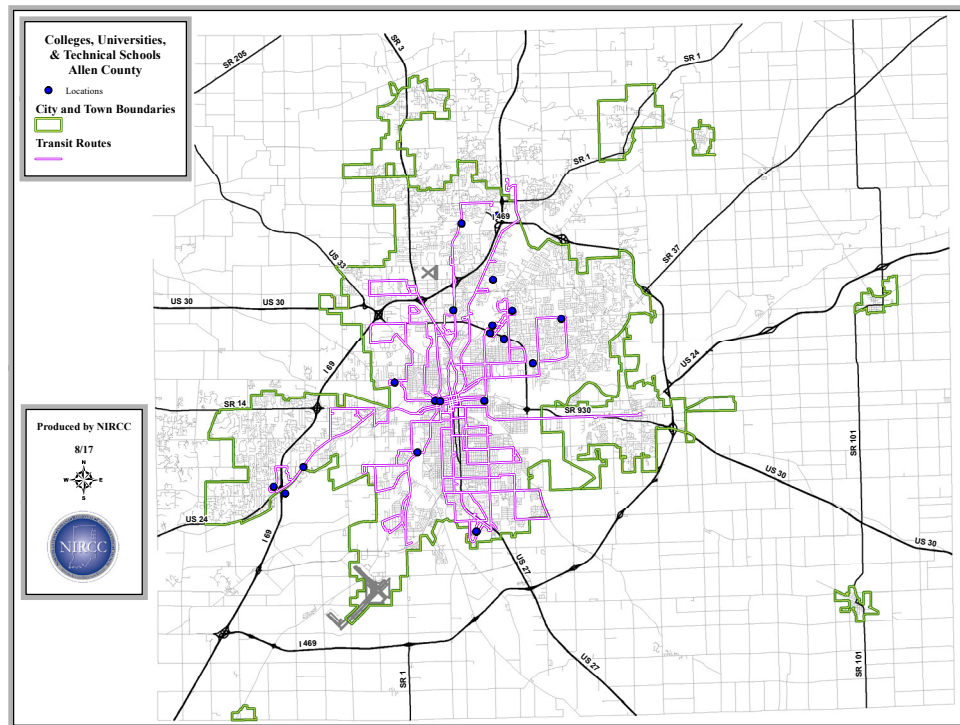 Colleges, Universities,
& Technical Schools
Allen County
Locations
City and Town Boundaries
Transit Routes
Produced by NIRCC
8/17
N
W
E
S
NIRCC
SR 205
SR 3
SR 1
SR 1
I 469
US 33
SR 37
US 30
US 30
US 24
I 69
SR 14
SR 930
SR 101
US 30
US 24
I 69
US 30
US 27
I 469
SR 1
US 27
SR 101